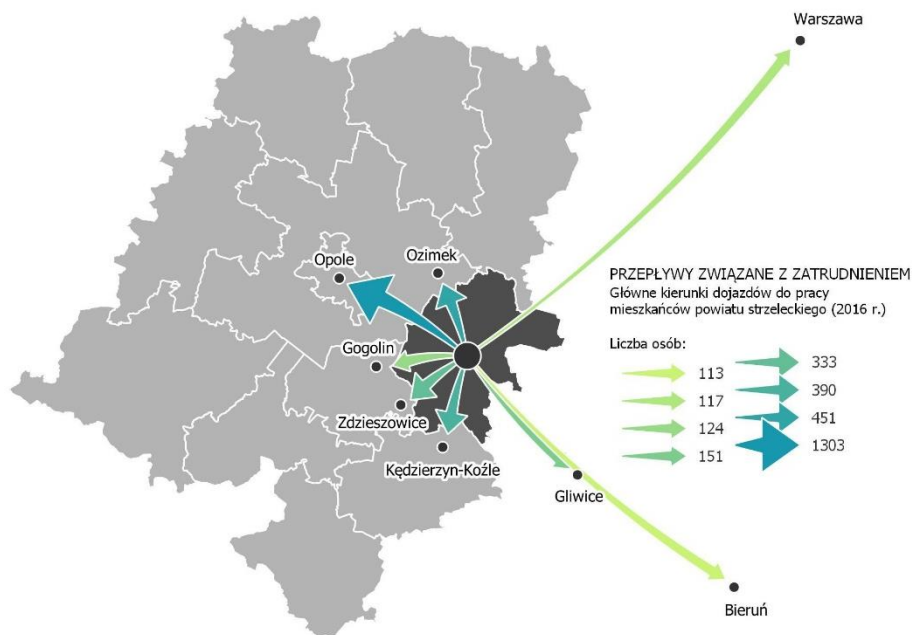 Warszawa
Opole
Ozimek
Gogolin
Zdzieszowice
Kędzierzyn-Koźle
Gliwice
Bieruń
PRZEPŁYWY ZWIĄZANE Z ZATRUDNIENIEM
Główne kierunki dojazdów do pracy
mieszkańców powiatu strzeleckiego (2016 r.)
Liczba osób:
113
117
124
151
333
390
451
1303